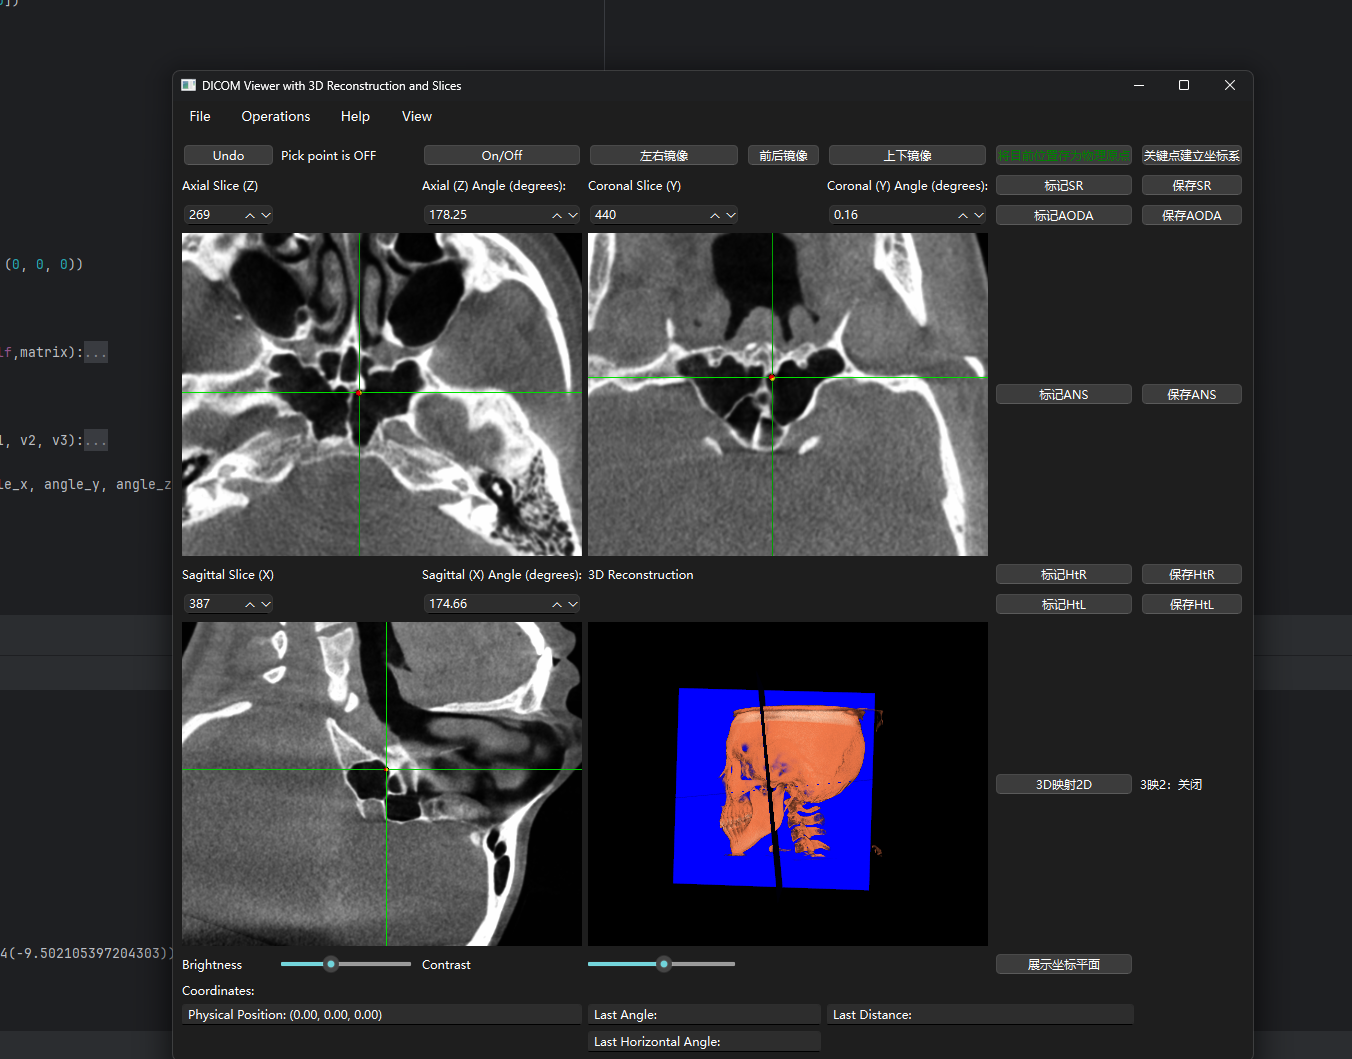 ])
DICOM Viewer with 3D Reconstruction and Slices
File Operations Help View
Undo Pick point is OFF On/Off 左右镜像 前后镜像 上下镜像 将目前位置存为物理原点 关键点建立坐标系
Axial Slice (Z) Axial (Z) Angle (degrees): Coronal Slice (Y) Coronal (Y) Angle (degrees): 标记SR 保存SR
269 178.25 440 0.16 标记AODA 保存AODA
(0, 0, 0))
lf,matrix):...
标记ANS 保存ANS
, v2, v3):...
le_x, angle_y, angle_z
Sagittal Slice (X) Sagittal (X) Angle (degrees): 3D Reconstruction 标记HtR 保存HtR
387 174.66 标记HtL 保存HtL
3D映射2D 3映2：关闭
4(-9.502105397204303))
Brightness Contrast 展示坐标平面
Coordinates:
Physical Position: (0.00, 0.00, 0.00) Last Angle: Last Distance:
Last Horizontal Angle: